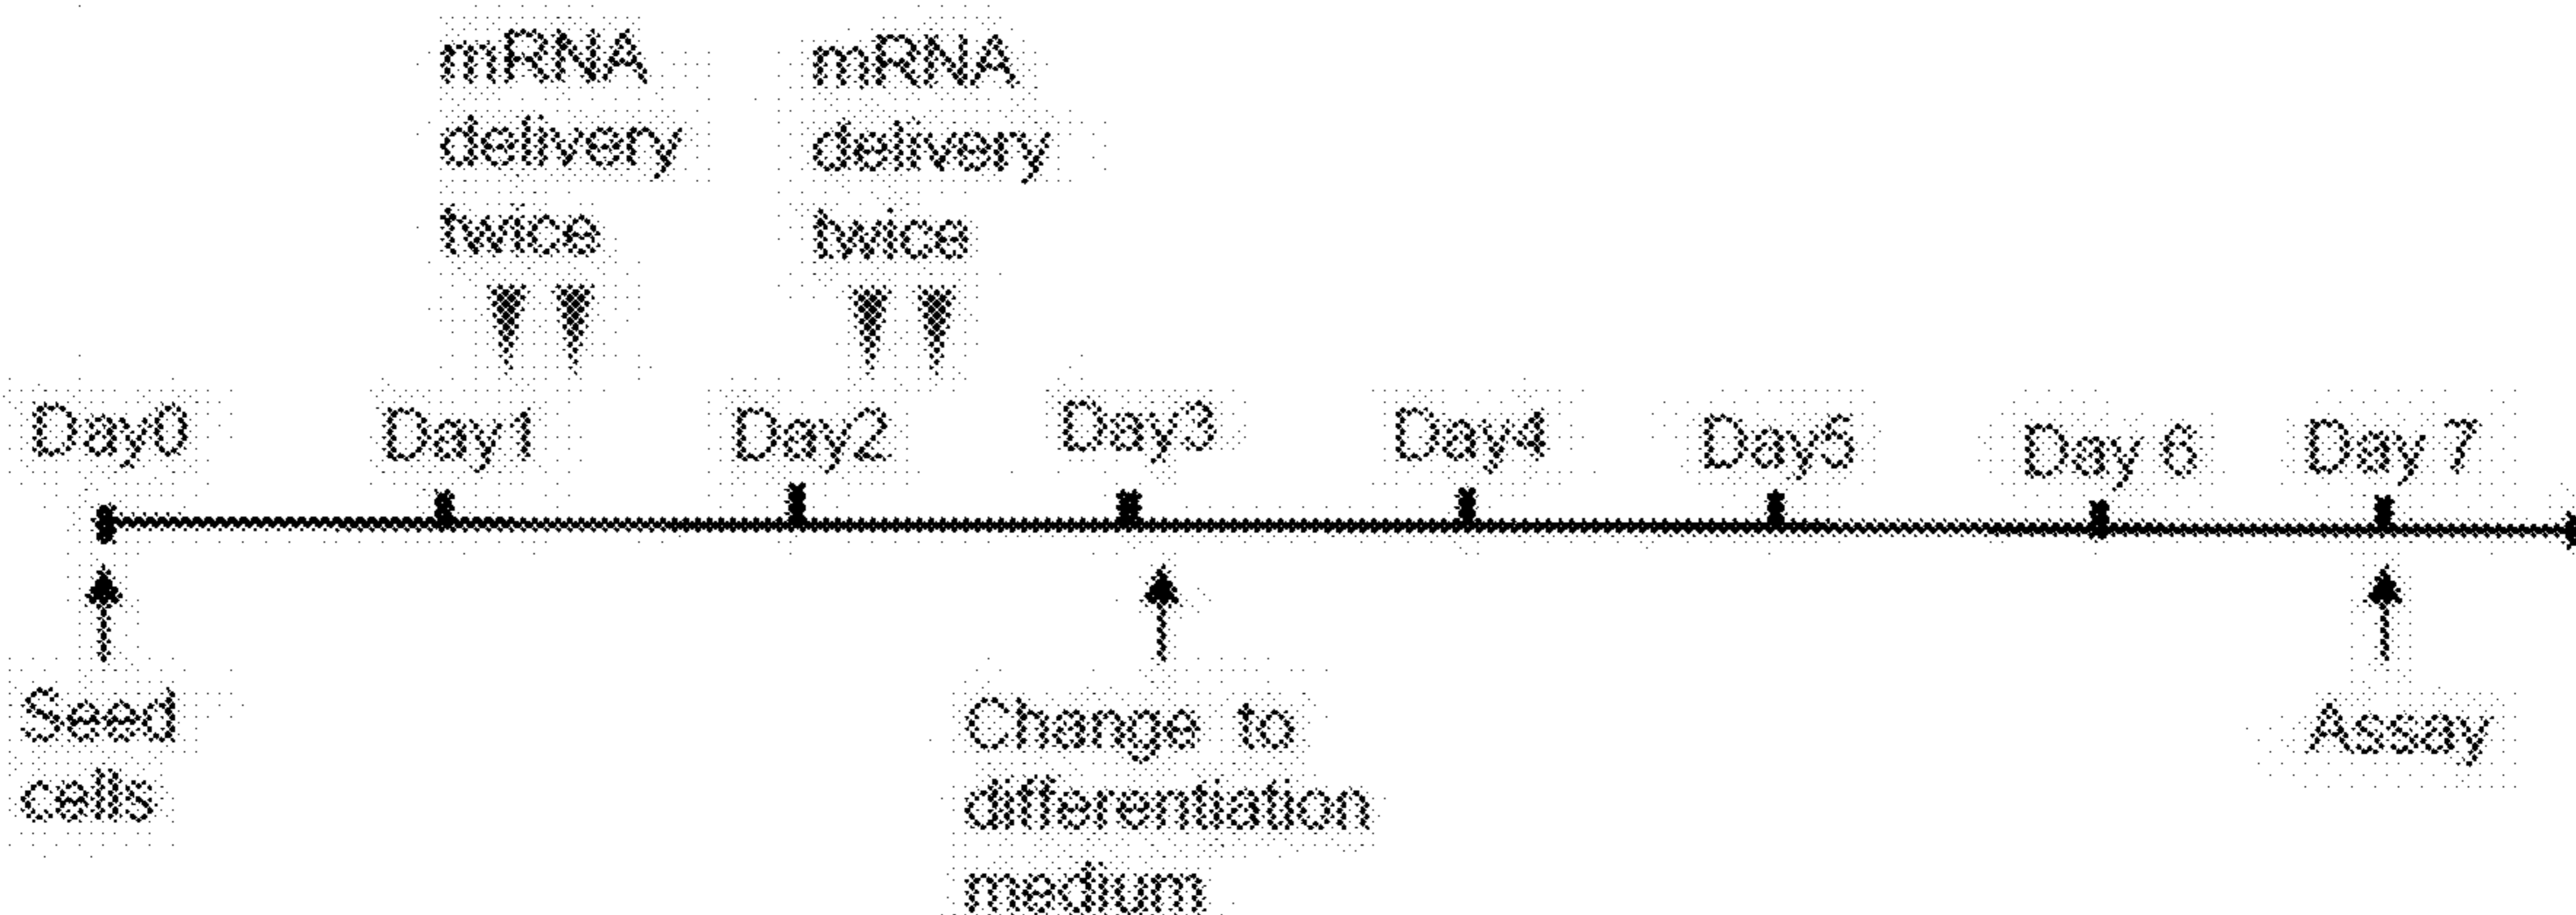 mRNA
delivery
twice
mRNA
delivery
twice
Day0 Day1 Day2 Day3 Day4 Day5 Day 6 Day 7
Seed
cells
Change to
differentiation
medium
Assay